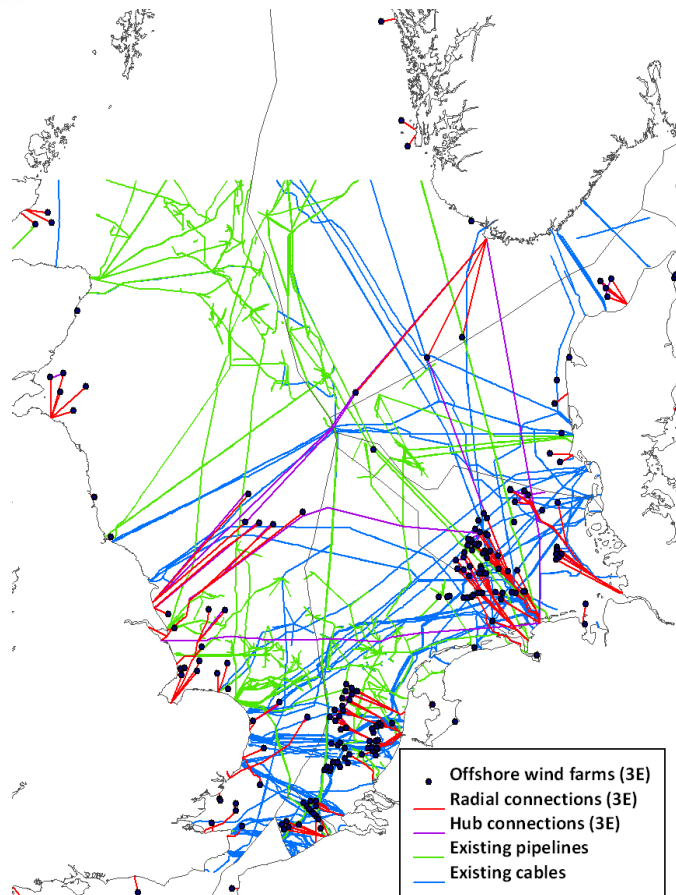 Offshore wind farms (3E)
Radial connections (3E)
Hub connections (3E)
Existing pipelines
Existing cables